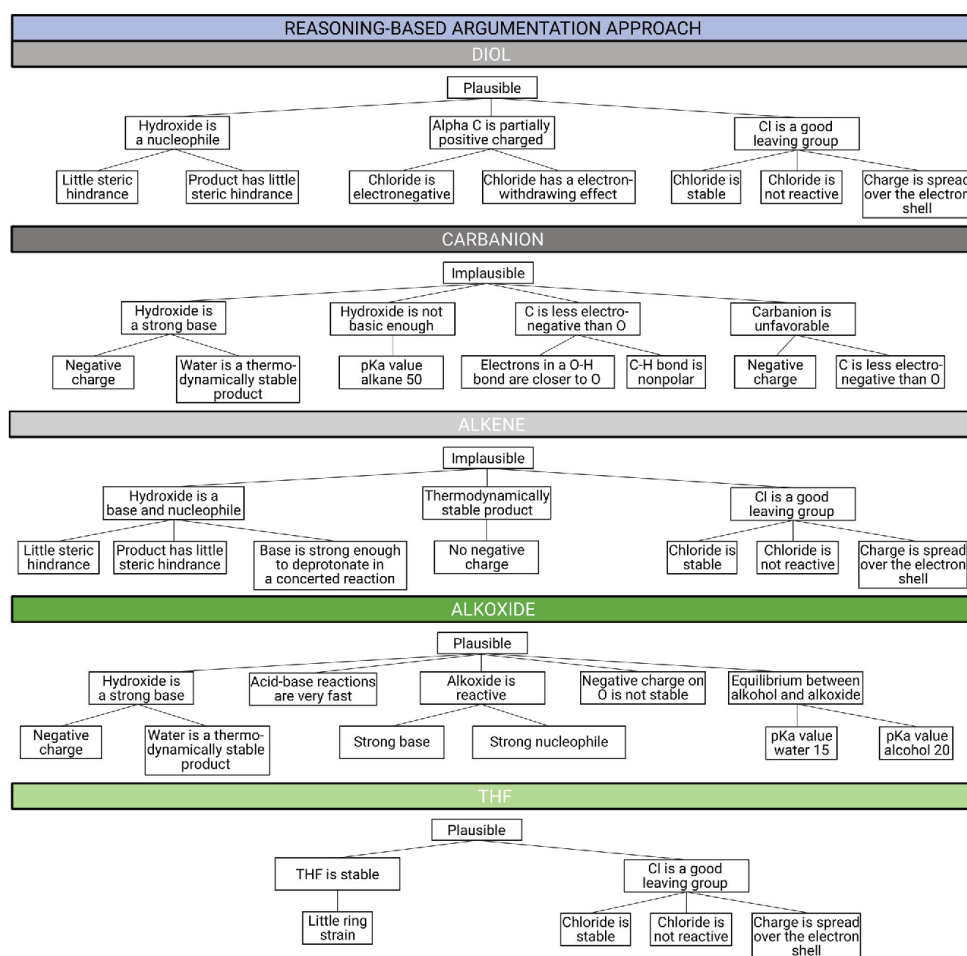 REASONING-BASED ARGUMENTATION APPROACH
DIOL
Plausible
Hydroxide is
a nucleophile
Alpha C is partially
positive charged
Cl is a good
leaving group
Little steric
hindrance
Product has little
steric hindrance
Chloride is
electronegative
Chloride has a electron-
withdrawing effect
Chloride is
stable
Chloride is
not reactive
Charge is spread
over the electron
shell
CARBANION
Implausible
Hydroxide is
a strong base
Hydroxide is not
basic enough
C is less electro-
negative than O
Carbanion is
unfavorable
Negative
charge
Water is a thermo-
dynamically stable
product
pKa value
alkane 50
Electrons in a O-H
bond are closer to O
C-H bond is
nonpolar
Negative
charge
C is less electro-
negative than O
ALKENE
Implausible
Hydroxide is a
base and nucleophile
Thermodynamically
stable product
Cl is a good
leaving group
Little steric
hindrance
Product has little
steric hindrance
Base is strong enough
to deprotonate in
a concerted reaction
No negative
charge
Chloride is
stable
Chloride is
not reactive
Charge is spread
over the electron
shell
ALKOXIDE
Plausible
Hydroxide is
a strong base
Acid-base reactions
are very fast
Alkoxide is
reactive
Negative charge on
O is not stable
Equilibrium between
alkohol and alkoxide
Negative
charge
Water is a thermo-
dynamically stable
product
Strong base
Strong nucleophile
pKa value
water 15
pKa value
alcohol 20
THF
Plausible
THF is stable
Cl is a good
leaving group
Little ring
strain
Chloride is
stable
Chloride is
not reactive
Charge is spread
over the electron
shell